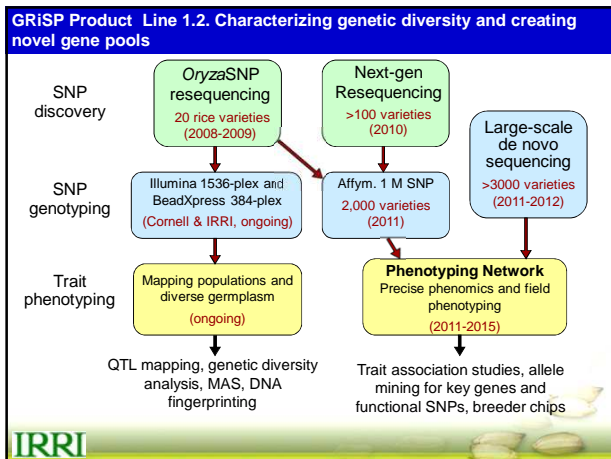 GRiSP Product Line 1.2. Characterizing genetic diversity and creating
novel gene pools
SNP
discovery
OryzaSNP
resequencing
20 rice varieties
(2008-2009)
Next-gen
Resequencing
>100 varieties
(2010)
Large-scale
de novo
sequencing
>3000 varieties
(2011-2012)
SNP
genotyping
Illumina 1536-plex and
BeadXpress 384-plex
(Cornell & IRRI, ongoing)
Affym. 1 M SNP
2,000 varieties
(2011)
Trait
phenotyping
Mapping populations and
diverse germplasm
(ongoing)
Phenotyping Network
Precise phenomics and field
phenotyping
(2011-2015)
QTL mapping, genetic diversity
analysis, MAS, DNA
fingerprinting
Trait association studies, allele
mining for key genes and
functional SNPs, breeder chips
IRRI